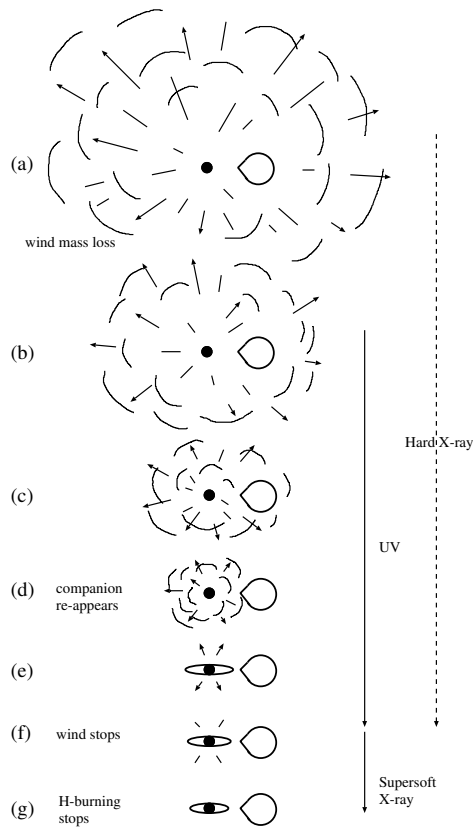 (a)
wind mass loss
(b)
Hard X-ray
(c)
UV
(d)
companion
re-appears
(e)
(f)
wind stops
Supersoft
X-ray
(g)
H-burning
stops